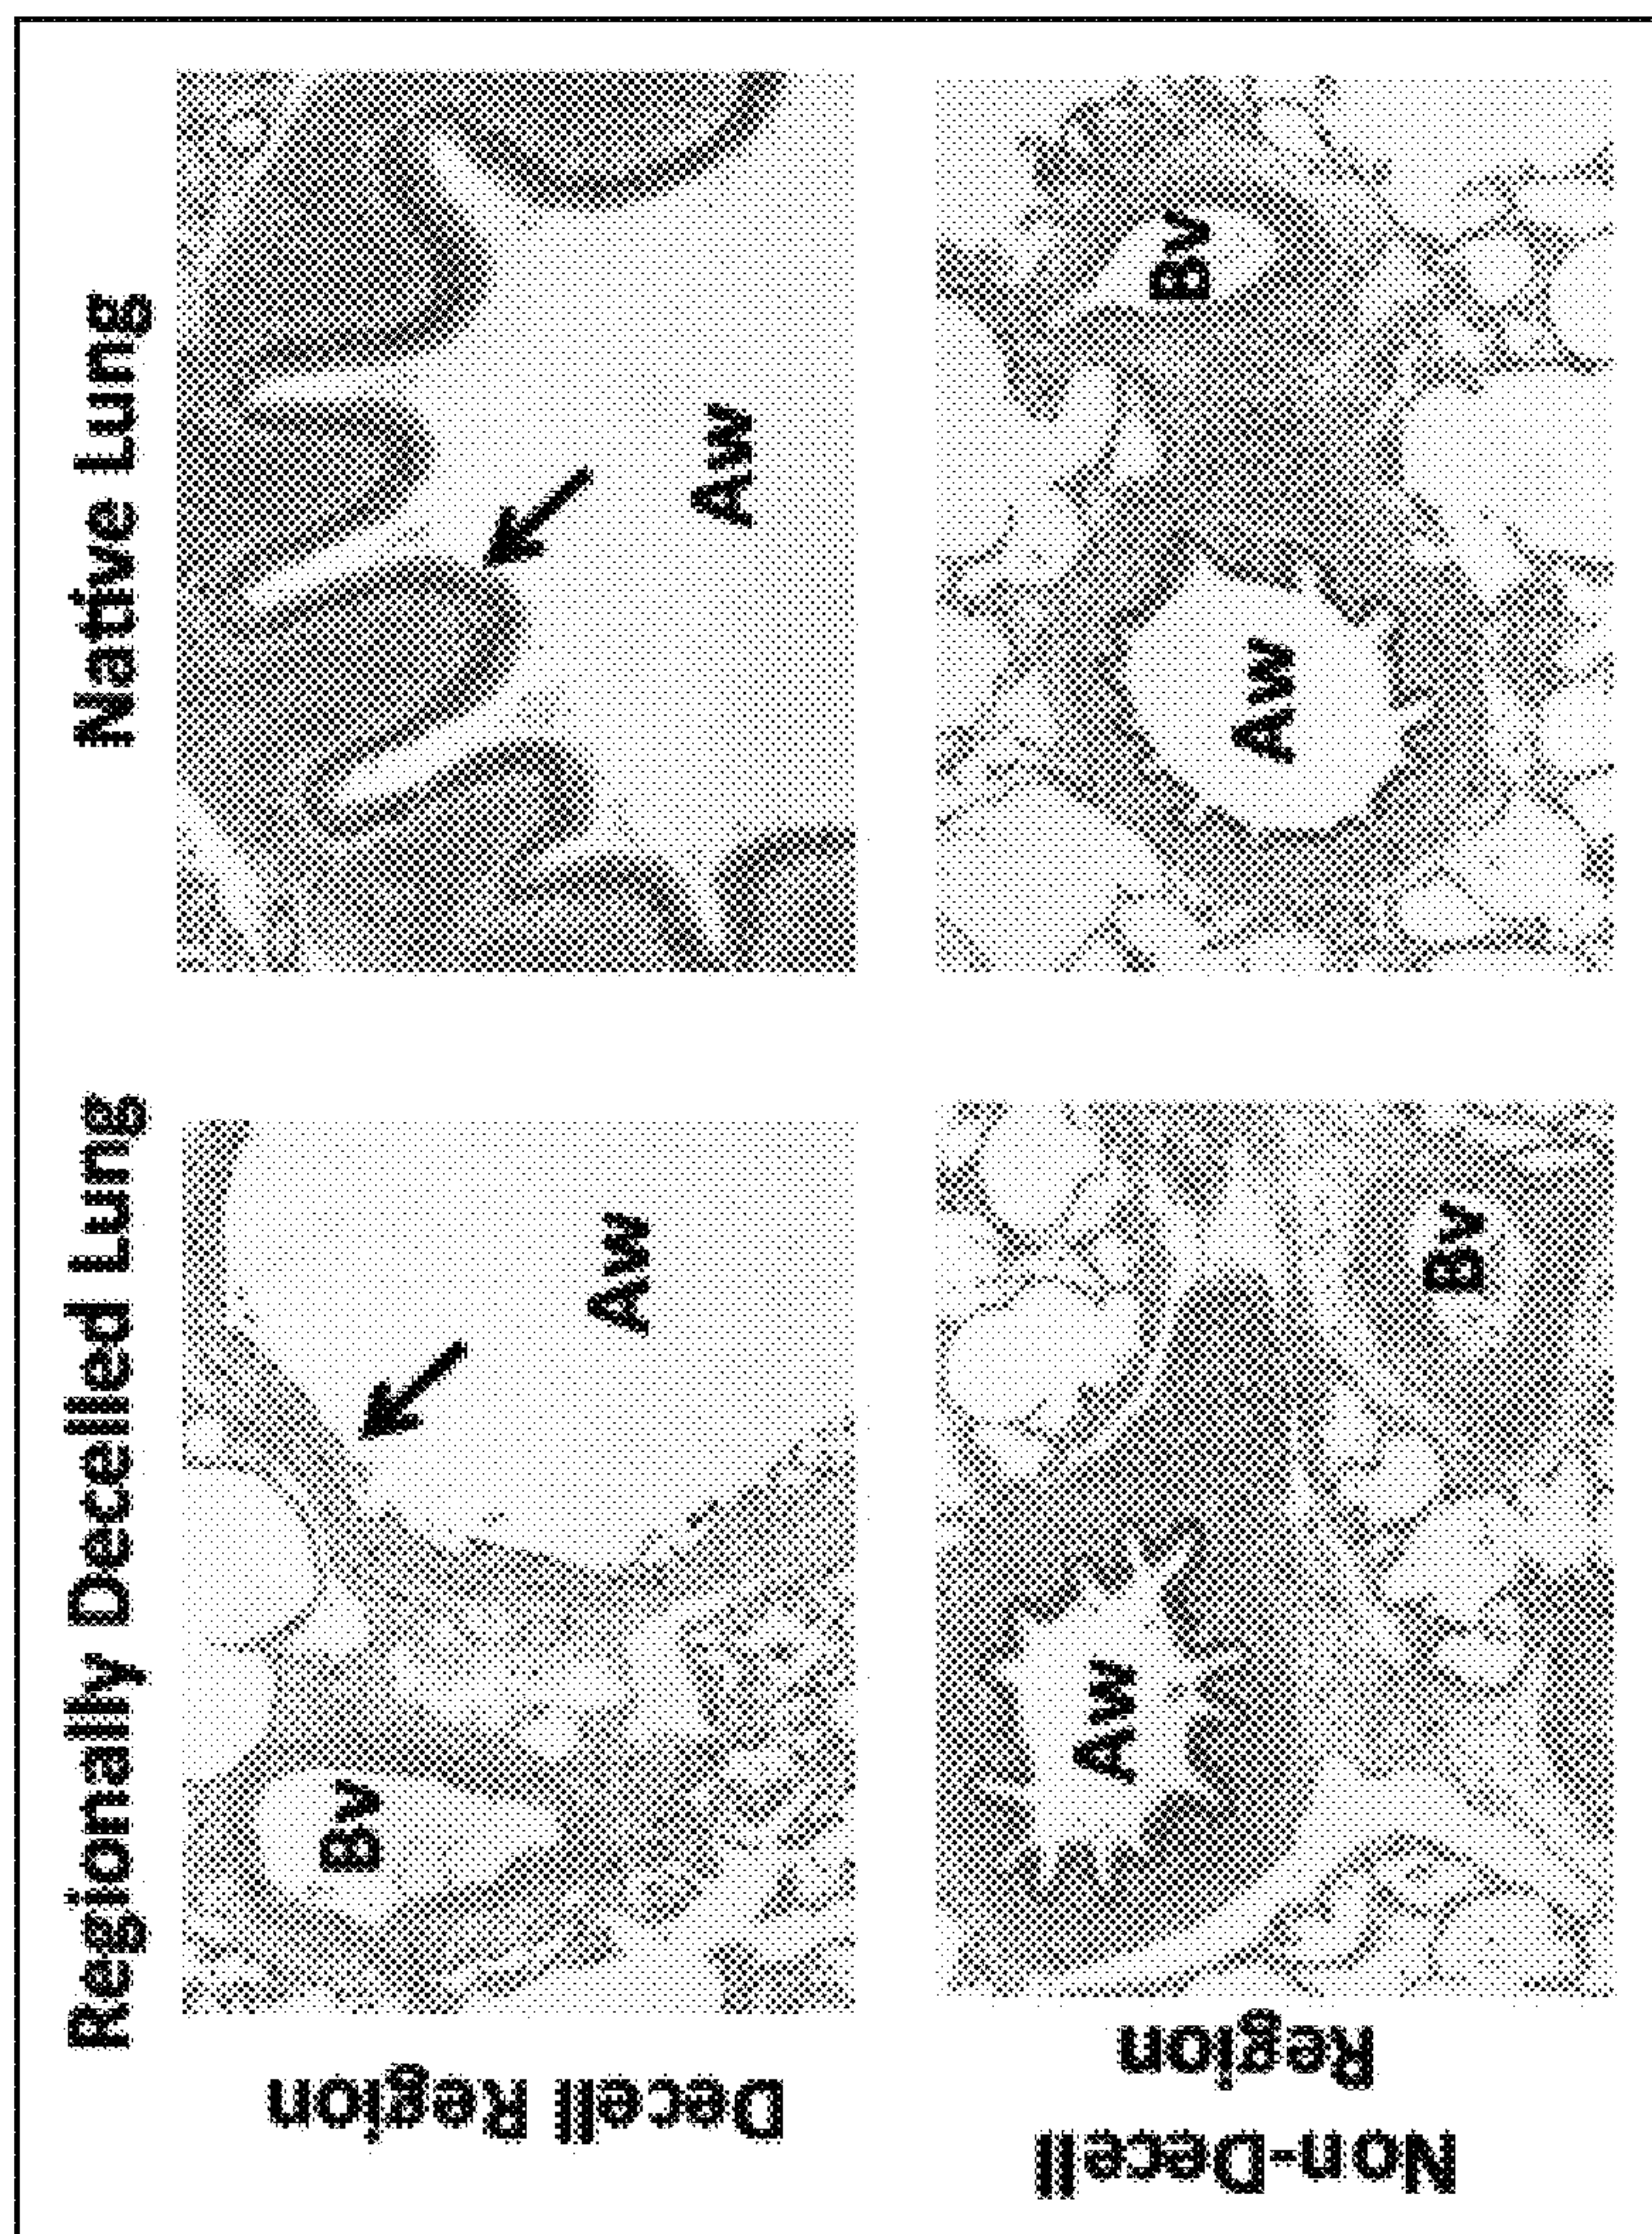 Regionally Decelled Lung
Native Lung
Decell Region
Bv
Aw
Aw
Non-Decell
Region
Aw
Bv
Aw
Bv